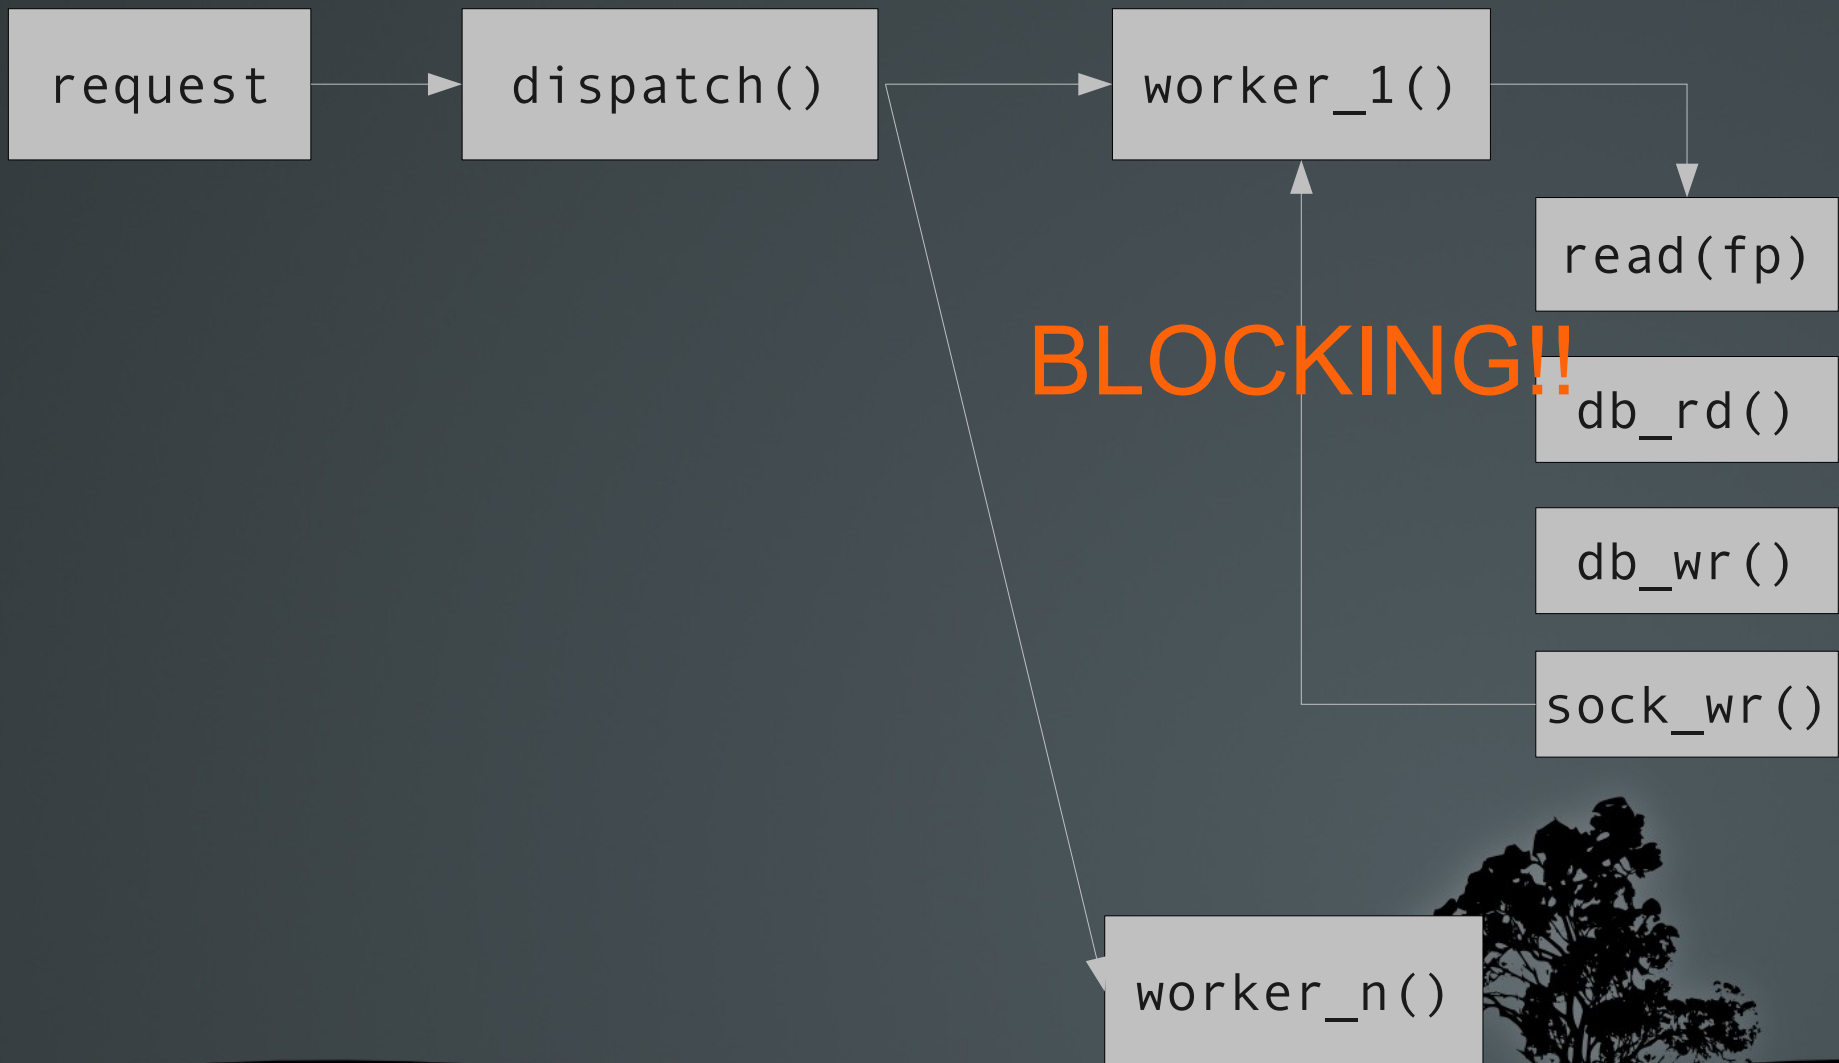 request
dispatch()
worker_1()
read(fp)
BLOCKING!!
db_rd()
db_wr()
sock_wr()
worker_n()